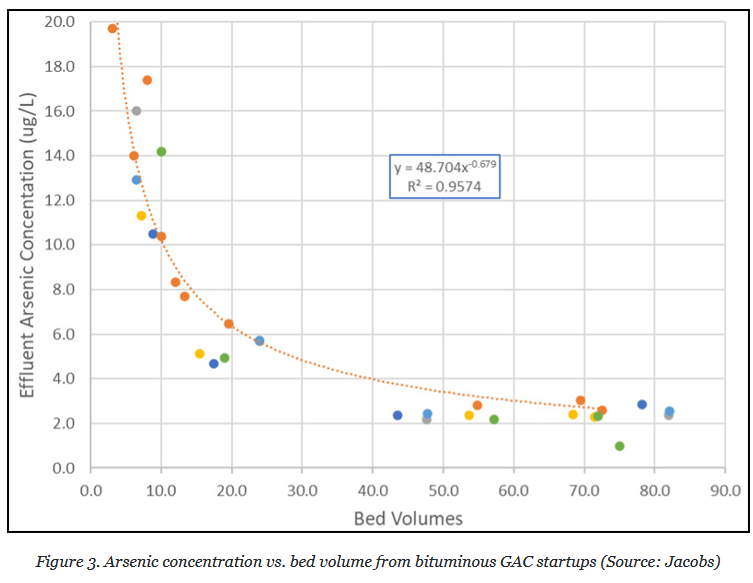 20.0
18.0
16.0
14.0
12.0
10.0
8.0
6.0
4.0
2.0
0.0
Effluent Arsenic Concentation (ug/L)
y = 48.704x^-0.679
R² = 0.9574
0.0 10.0 20.0 30.0 40.0 50.0 60.0 70.0 80.0 90.0
Bed Volumes
Figure 3. Arsenic concentration vs. bed volume from bituminous GAC startups (Source: Jacobs)